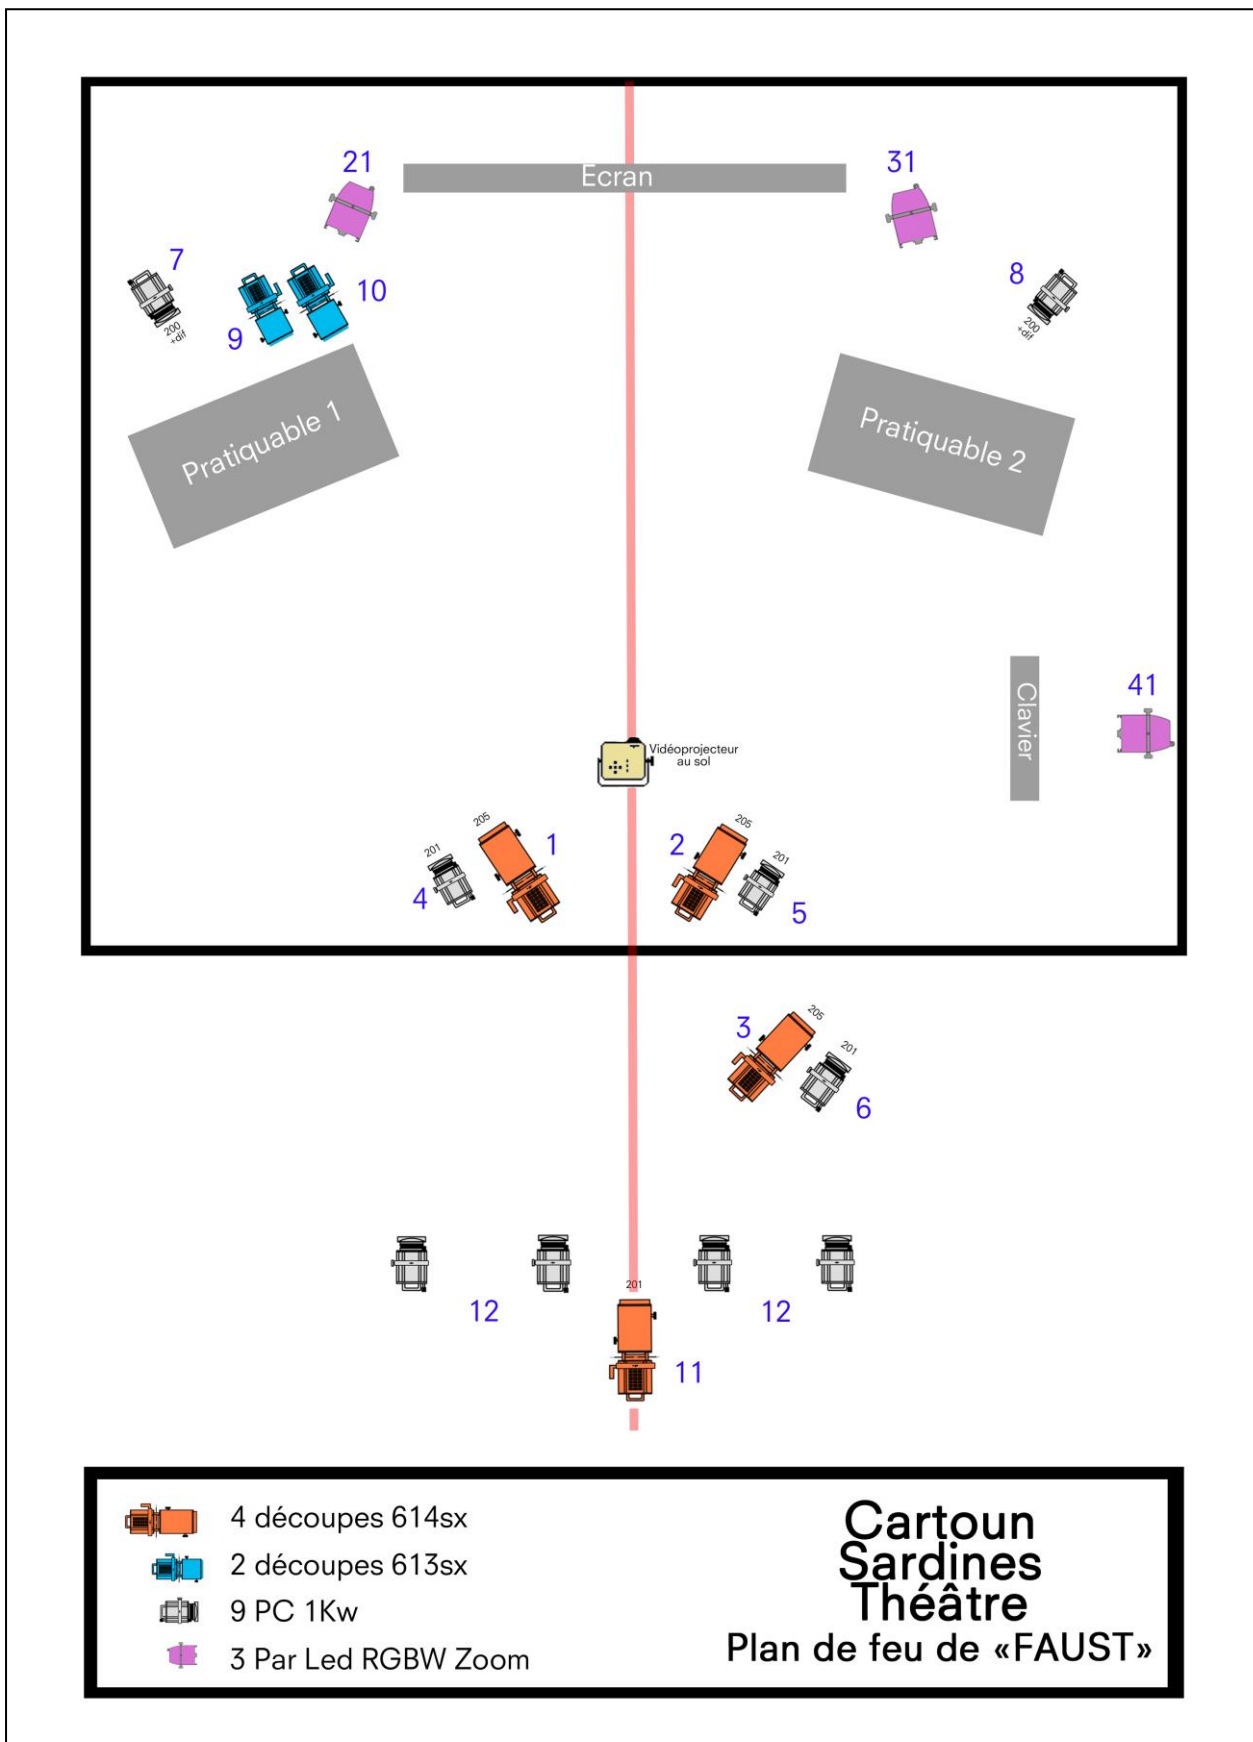 21
Ecran
31
7
10
8
200
+dif
9
200
+dif
Pratiquable 1
Pratiquable 2
Clavier
41
Vidéoprojecteur
au sol
205
1
2
205
201
4
201
5
3
205
201
6
12
201
12
11
4 découpes 614sx
2 découpes 613sx
9 PC 1Kw
3 Par Led RGBW Zoom
Cartoun
Sardines
Théâtre
Plan de feu de «FAUST»